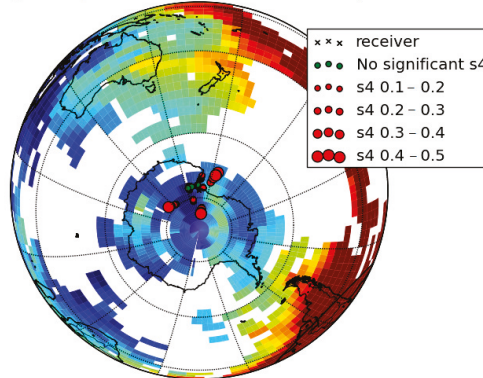 receiver
No significant s4
s4 0.1 – 0.2
s4 0.2 – 0.3
s4 0.3 – 0.4
s4 0.4 – 0.5